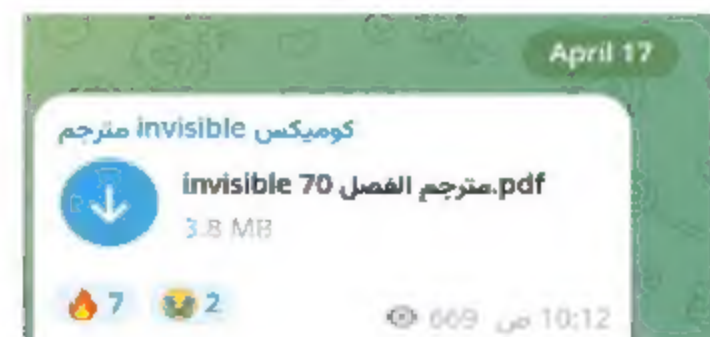 April 17
كوميكس invisible مترجم
invisible 70 مترجم الفصل.pdf
3.8 MB
🔥 7 😭 2
669 10:12 ص